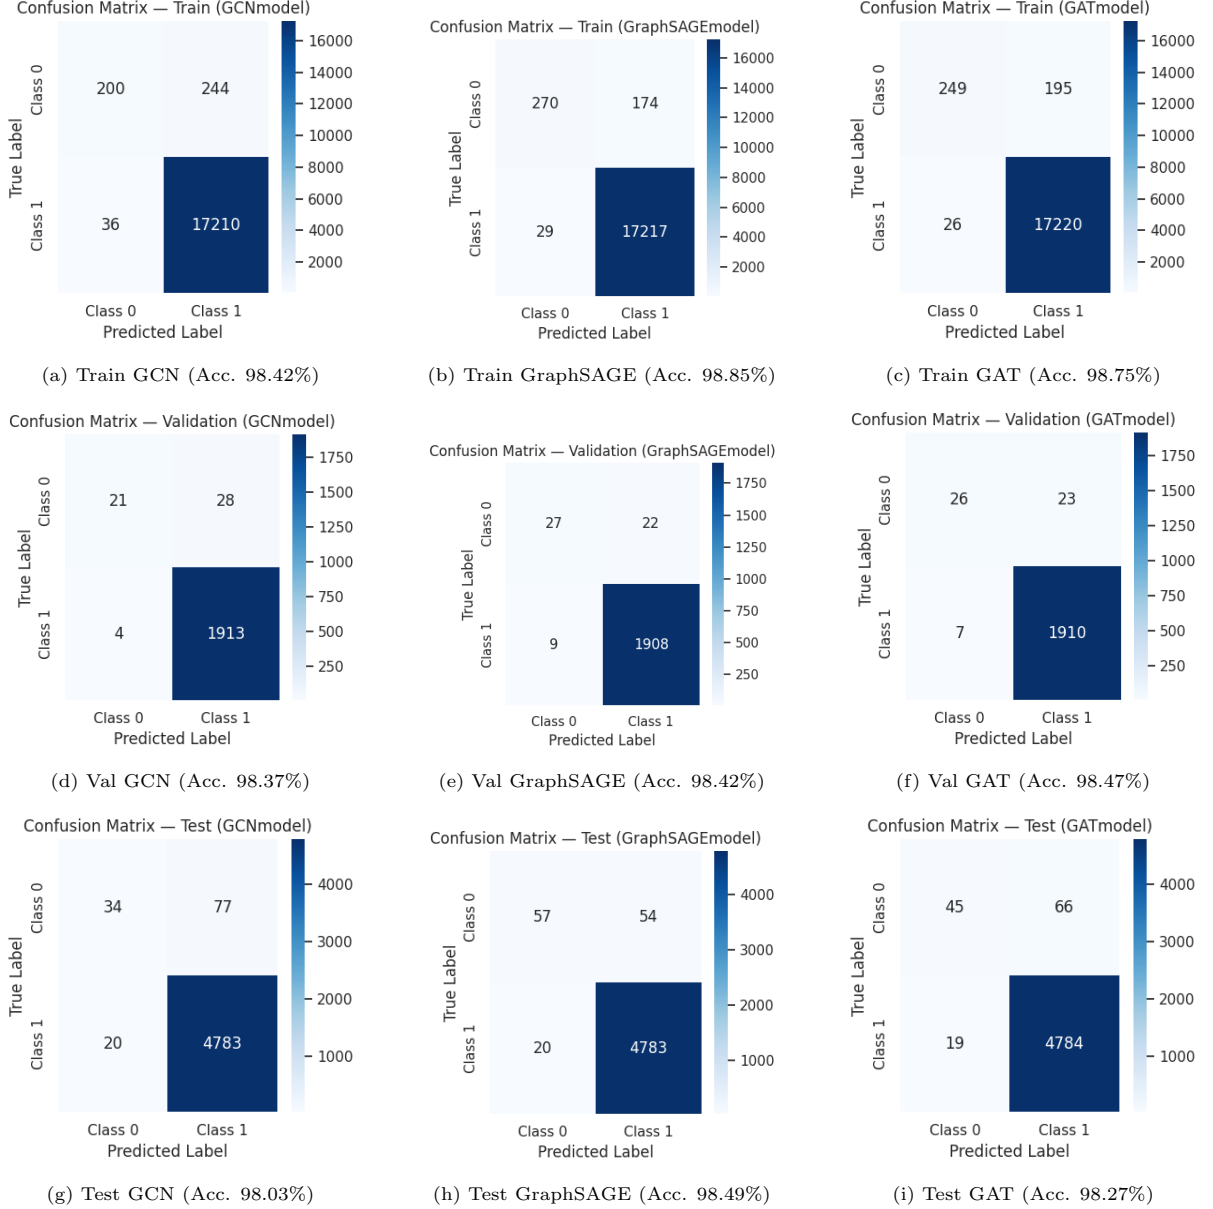 Confusion Matrix — Train (GCNmodel)
True Label
Class 0
Class 1
200
244
36
17210
16000
14000
12000
10000
8000
6000
4000
2000
Class 0
Class 1
Predicted Label
(a) Train GCN (Acc. 98.42%)
Confusion Matrix — Train (GraphSAGEmodel)
True Label
Class 0
Class 1
270
174
29
17217
16000
14000
12000
10000
8000
6000
4000
2000
Class 0
Class 1
Predicted Label
(b) Train GraphSAGE (Acc. 98.85%)
Confusion Matrix — Train (GATmodel)
True Label
Class 0
Class 1
249
195
26
17220
16000
14000
12000
10000
8000
6000
4000
2000
Class 0
Class 1
Predicted Label
(c) Train GAT (Acc. 98.75%)
Confusion Matrix — Validation (GCNmodel)
True Label
Class 0
Class 1
21
28
4
1913
1750
1500
1250
1000
750
500
250
Class 0
Class 1
Predicted Label
(d) Val GCN (Acc. 98.37%)
Confusion Matrix — Validation (GraphSAGEmodel)
True Label
Class 0
Class 1
27
22
9
1908
1750
1500
1250
1000
750
500
250
Class 0
Class 1
Predicted Label
(e) Val GraphSAGE (Acc. 98.42%)
Confusion Matrix — Validation (GATmodel)
True Label
Class 0
Class 1
26
23
7
1910
1750
1500
1250
1000
750
500
250
Class 0
Class 1
Predicted Label
(f) Val GAT (Acc. 98.47%)
Confusion Matrix — Test (GCNmodel)
True Label
Class 0
Class 1
34
77
20
4783
4000
3000
2000
1000
Class 0
Class 1
Predicted Label
(g) Test GCN (Acc. 98.03%)
Confusion Matrix — Test (GraphSAGEmodel)
True Label
Class 0
Class 1
57
54
20
4783
4000
3000
2000
1000
Class 0
Class 1
Predicted Label
(h) Test GraphSAGE (Acc. 98.49%)
Confusion Matrix — Test (GATmodel)
True Label
Class 0
Class 1
45
66
19
4784
4000
3000
2000
1000
Class 0
Class 1
Predicted Label
(i) Test GAT (Acc. 98.27%)